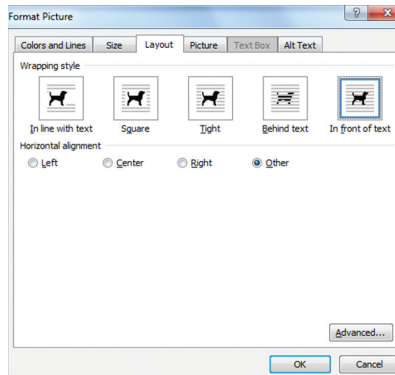 Format Picture
Colors and Lines Size Layout Picture Text Box Alt Text
Wrapping style
In line with text Square Tight Behind text In front of text
Horizontal alignment
Left Center Right Other
Advanced...
OK Cancel